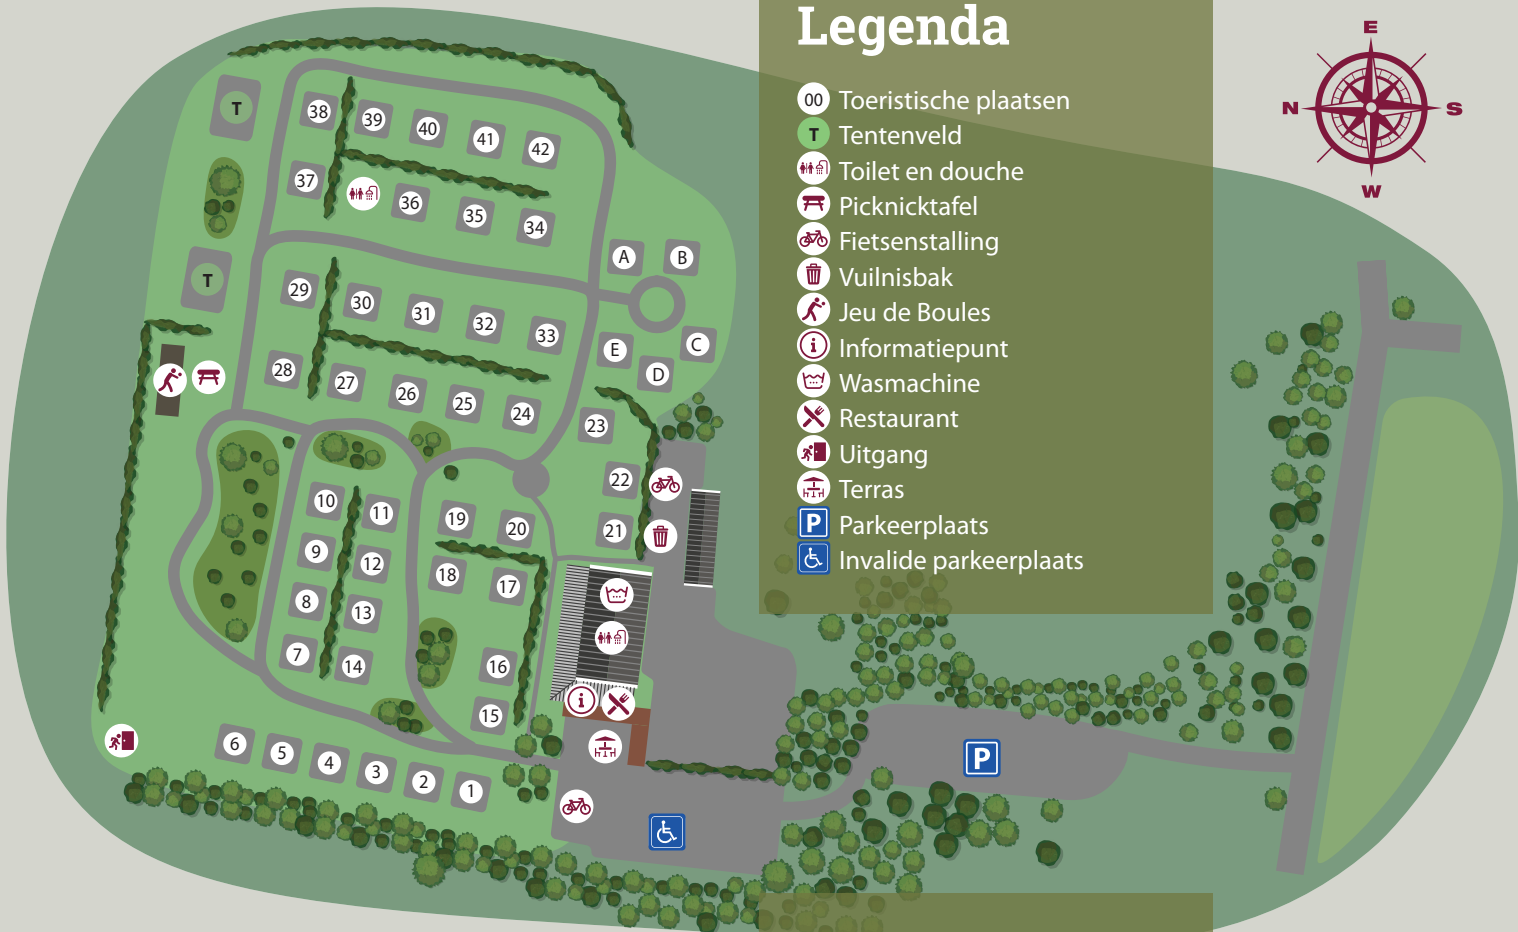 Legenda
00 Toeristische plaatsen
T Tentenveld
Toilet en douche
Picknicktafel
Fietsenstalling
Vuilnisbak
Jeu de Boules
i Informatiepunt
Wasmachine
Restaurant
Uitgang
Terras
P Parkeerplaats
Invalide parkeerplaats
E
N S
W
T
38 39 40 41 42
37 36 35 34
A B
T
29 30 31 32 33
E C
D
28 27 26 25 24 23
22
10 11 19 20 21
9 12 18 17
8 13
7 14 16
15
i
6 5 4 3 2 1
P